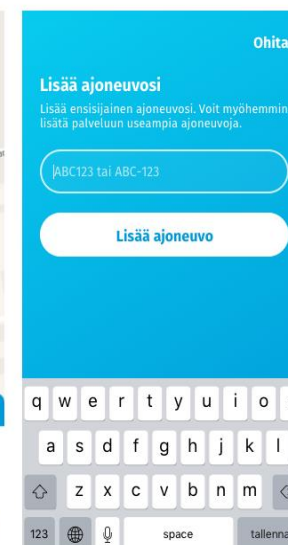 Ohita
Lisää ajoneuvosi
Lisää ensisijainen ajoneuvosi. Voit myöhemmin
lisätä palveluun useampia ajoneuvoja.
ABC123 tai ABC-123
Lisää ajoneuvo
q w e r t y u i o
a s d f g h j k l
z x c v b n m
123 space tallenna